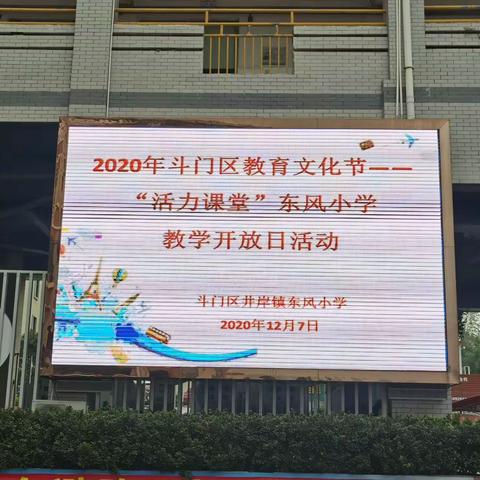 2020年斗门区教育文化节——
“活力课堂”东风小学
教学开放日活动
斗门区井岸镇东风小学
2020年12月7日